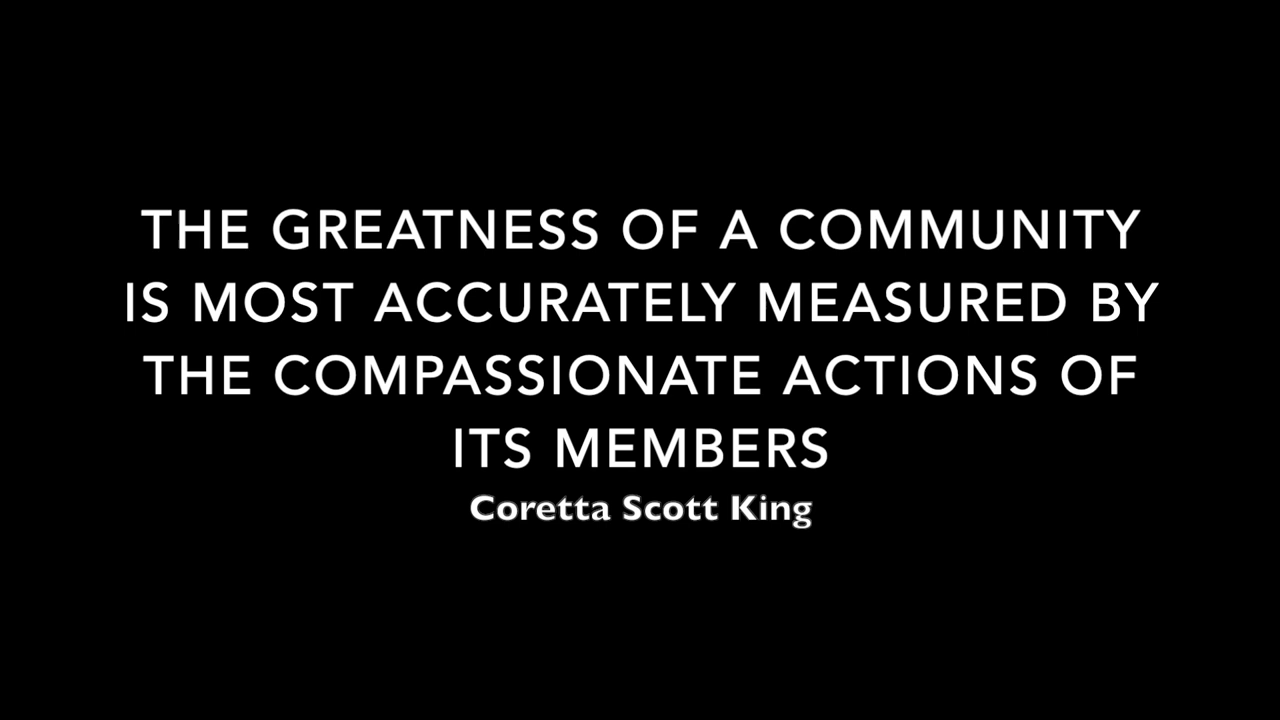 THE GREATNESS OF A COMMUNITY
IS MOST ACCURATELY MEASURED BY
THE COMPASSIONATE ACTIONS OF
ITS MEMBERS
Coretta Scott King